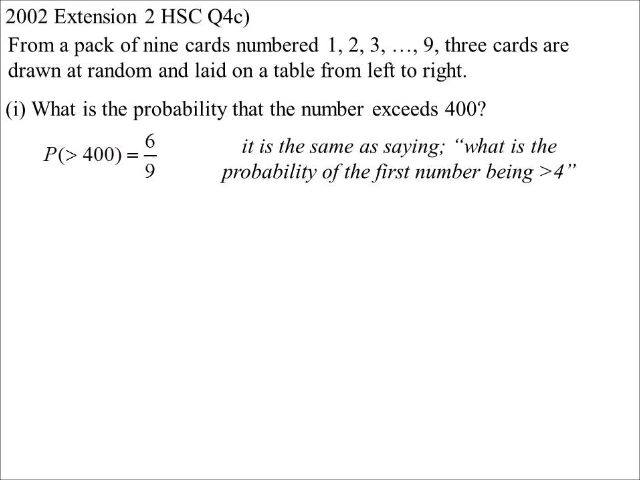 2002 Extension 2 HSC Q4c)
From a pack of nine cards numbered 1, 2, 3, …, 9, three cards are
drawn at random and laid on a table from left to right.
(i) What is the probability that the number exceeds 400?
P(> 400) = 6/9
it is the same as saying; “what is the
probability of the first number being >4”